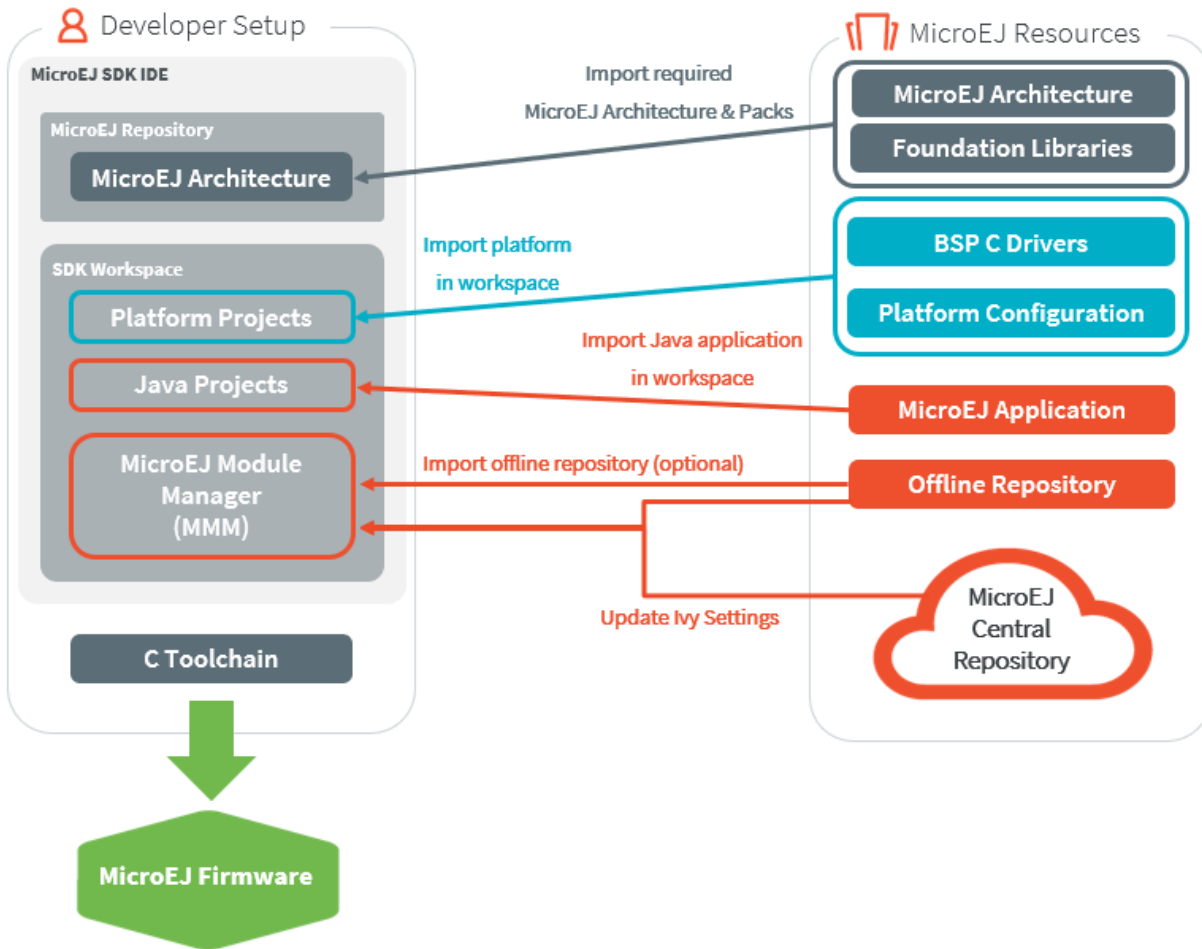 Developer Setup
MicroEJ SDK IDE
MicroEJ Repository
MicroEJ Architecture
SDK Workspace
Platform Projects
Java Projects
MicroEJ Module
Manager
(MMM)
C Toolchain
MicroEJ Firmware
Import required
MicroEJ Architecture & Packs
Import platform
in workspace
Import Java application
in workspace
Import offline repository (optional)
Update Ivy Settings
MicroEJ Resources
MicroEJ Architecture
Foundation Libraries
BSP C Drivers
Platform Configuration
MicroEJ Application
Offline Repository
MicroEJ
Central
Repository